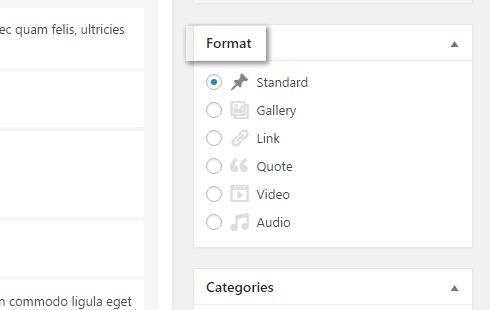 ec quam felis, ultricies
Format
Standard
Gallery
Link
Quote
Video
Audio
Categories
n commodo ligula eget